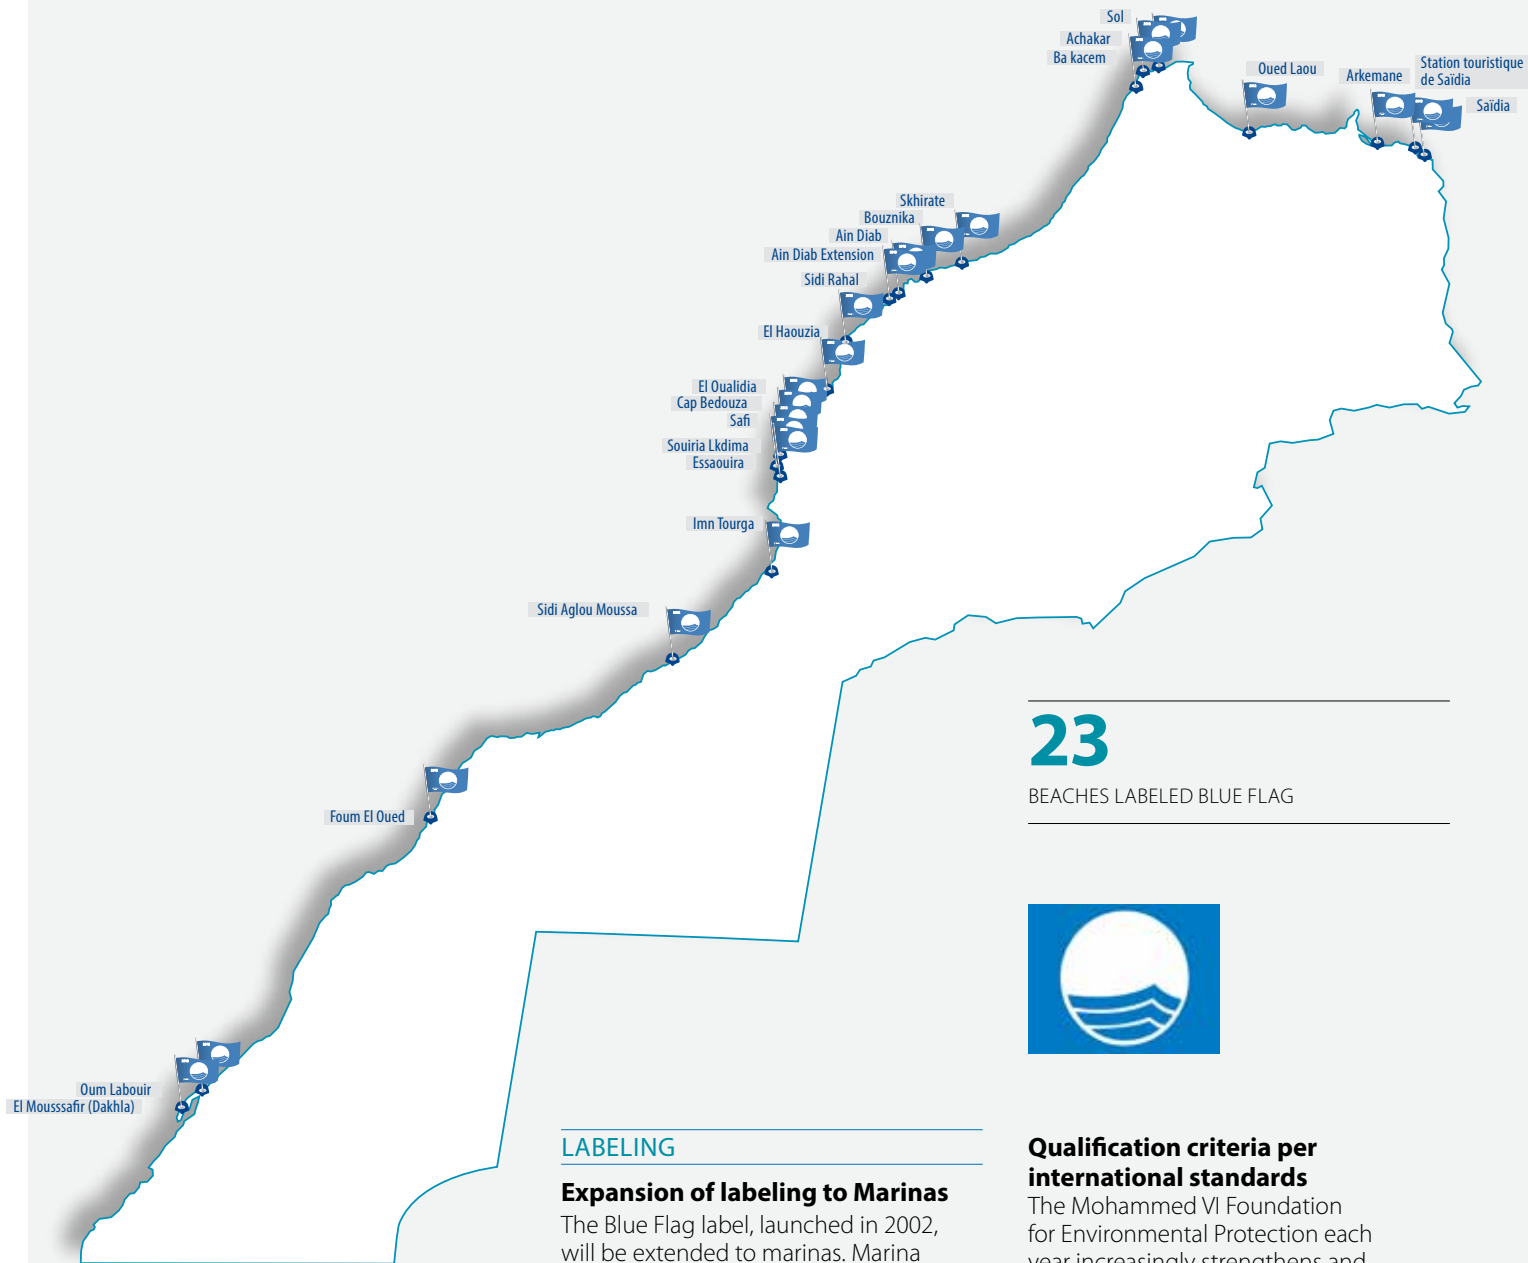 Sol
Achakar
Ba kacem
Oued Laou
Arkemane
Station touristique
de Saïdia
Saïdia
Skhirate
Bouznika
Ain Diab
Ain Diab Extension
Sidi Rahal
El Haouzia
El Oualidia
Cap Bedouza
Safi
Souiria Lkdima
Essaouira
Imn Tourga
Sidi Aglou Moussa
Foum El Oued
Oum Labouir
El Mousssafir (Dakhla)
23
BEACHES LABELED BLUE FLAG
LABELING
Expansion of labeling to Marinas
The Blue Flag label, launched in 2002,
will be extended to marinas. Marina
Qualification criteria per
international standards
The Mohammed VI Foundation
for Environmental Protection each
year increasingly strengthens and